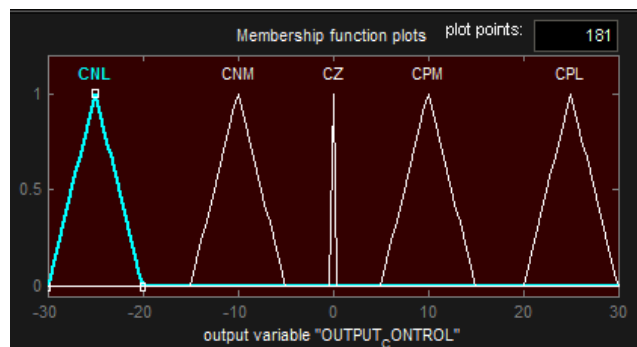 Membership function plots plot points: 181
CNL CNM CZ CPM CPL
1
0.5
0
-30 -20 -10 0 10 20 30
output variable "OUTPUT_CONTROL"